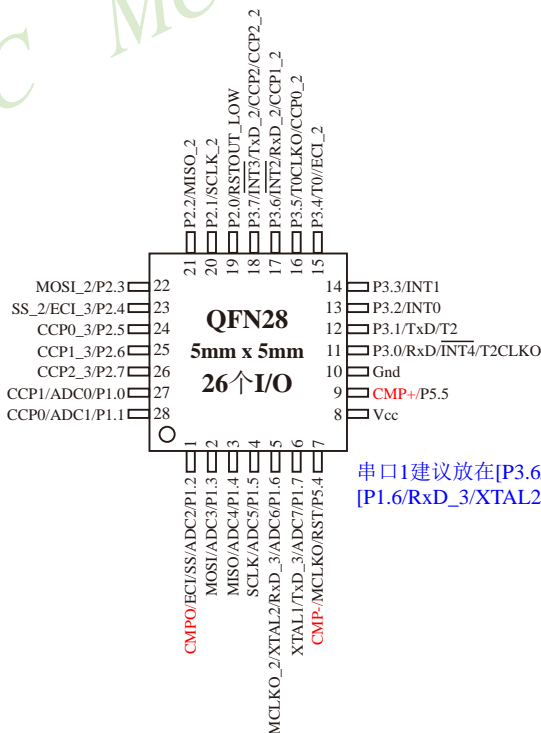 C MC
P2.2/MISO_2
P2.1/SCLK_2
P2.0/RSTOUT_LOW
P3.7/INT3/TxD_2/CCP2/CCP2_2
P3.6/INT2/RxD_2/CCP1_2
P3.5/T0CLKO/CCP0_2
P3.4/T0//ECI_2
21 20 19 18 17 16 15
MOSI_2/P2.3 22
SS_2/ECI_3/P2.4 23
CCP0_3/P2.5 24
CCP1_3/P2.6 25
CCP2_3/P2.7 26
CCP1/ADC0/P1.0 27
CCP0/ADC1/P1.1 28
QFN28
5mm x 5mm
26个I/O
14 P3.3/INT1
13 P3.2/INT0
12 P3.1/TxD/T2
11 P3.0/RxD/INT4/T2CLKO
10 Gnd
9 CMP+/P5.5
8 Vcc
1 2 3 4 5 6 7
CMPO/ECI/SS/ADC2/P1.2
MOSI/ADC3/P1.3
MISO/ADC4/P1.4
SCLK/ADC5/P1.5
MCLKO_2/XTAL2/RxD_3/ADC6/P1.6
XTAL1/TxD_3/ADC7/P1.7
CMP-/MCLKO/RST/P5.4
串口1建议放在[P3.6
[P1.6/RxD_3/XTAL2